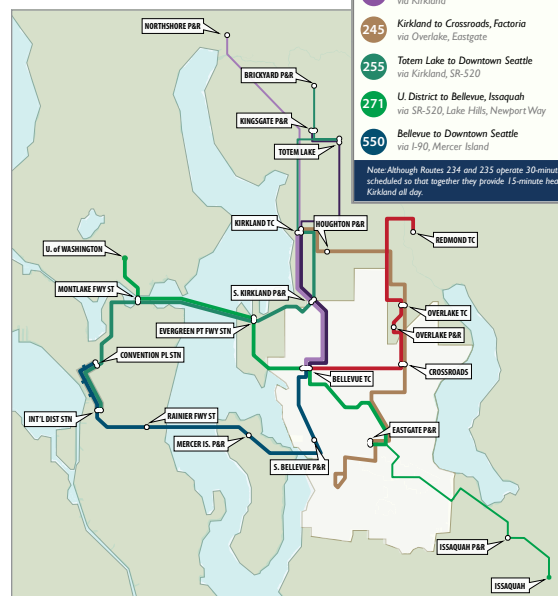 via Kirkland
245
Kirkland to Crossroads, Factoria
via Overlake, Eastgate
255
Totem Lake to Downtown Seattle
via Kirkland, SR-520
271
U. District to Bellevue, Issaquah
via SR-520, Lake Hills, Newport Way
550
Bellevue to Downtown Seattle
via I-90, Mercer Island
Note: Although Routes 234 and 235 operate 30-minut
scheduled so that together they provide 15-minute hea
Kirkland all day.
NORTHSHORE P&R
BRICKYARD P&R
KINGSGATE P&R
TOTEM LAKE
KIRKLAND TC
HOUGHTON P&R
REDMOND TC
U. of WASHINGTON
MONTLAKE FWY ST
S. KIRKLAND P&R
OVERLAKE TC
EVERGREEN PT FWY STN
OVERLAKE P&R
CONVENTION PL STN
BELLEVUE TC
CROSSROADS
INT'L DIST STN
RAINIER FWY ST
EASTGATE P&R
MERCER IS. P&R
S. BELLEVUE P&R
ISSAQUAH P&R
ISSAQUAH